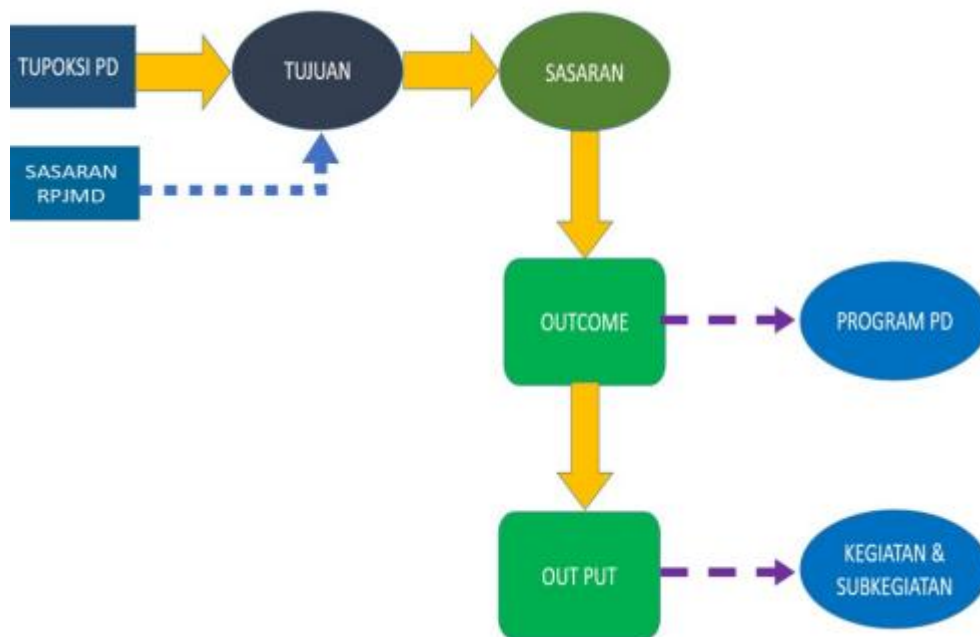 TUPOKSI PD
TUJUAN
SASARAN
SASARAN
RPJMD
OUTCOME
PROGRAM PD
OUT PUT
KEGIATAN &
SUBKEGIATAN